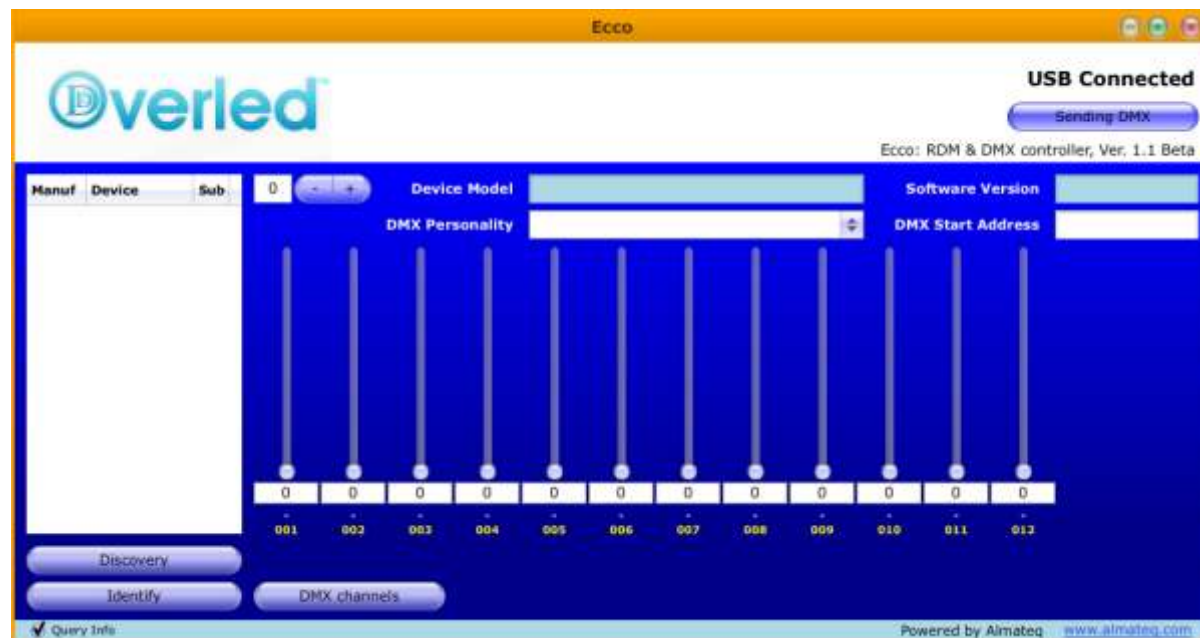 Ecco
Dverled™
USB Connected
Sending DMX
Ecco: RDM & DMX controller, Ver. 1.1 Beta
Manuf Device Sub
0 - + Device Model Software Version
DMX Personality DMX Start Address
0 0 0 0 0 0 0 0 0 0 0 0
- - - - - - - - - - - -
001 002 003 004 005 006 007 008 009 010 011 012
Discovery
Identify DMX channels
Query Info Powered by Almateq www.almateq.com